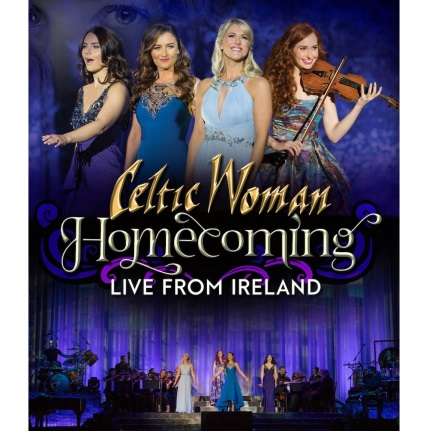 Celtic Woman
Homecoming
LIVE FROM IRELAND